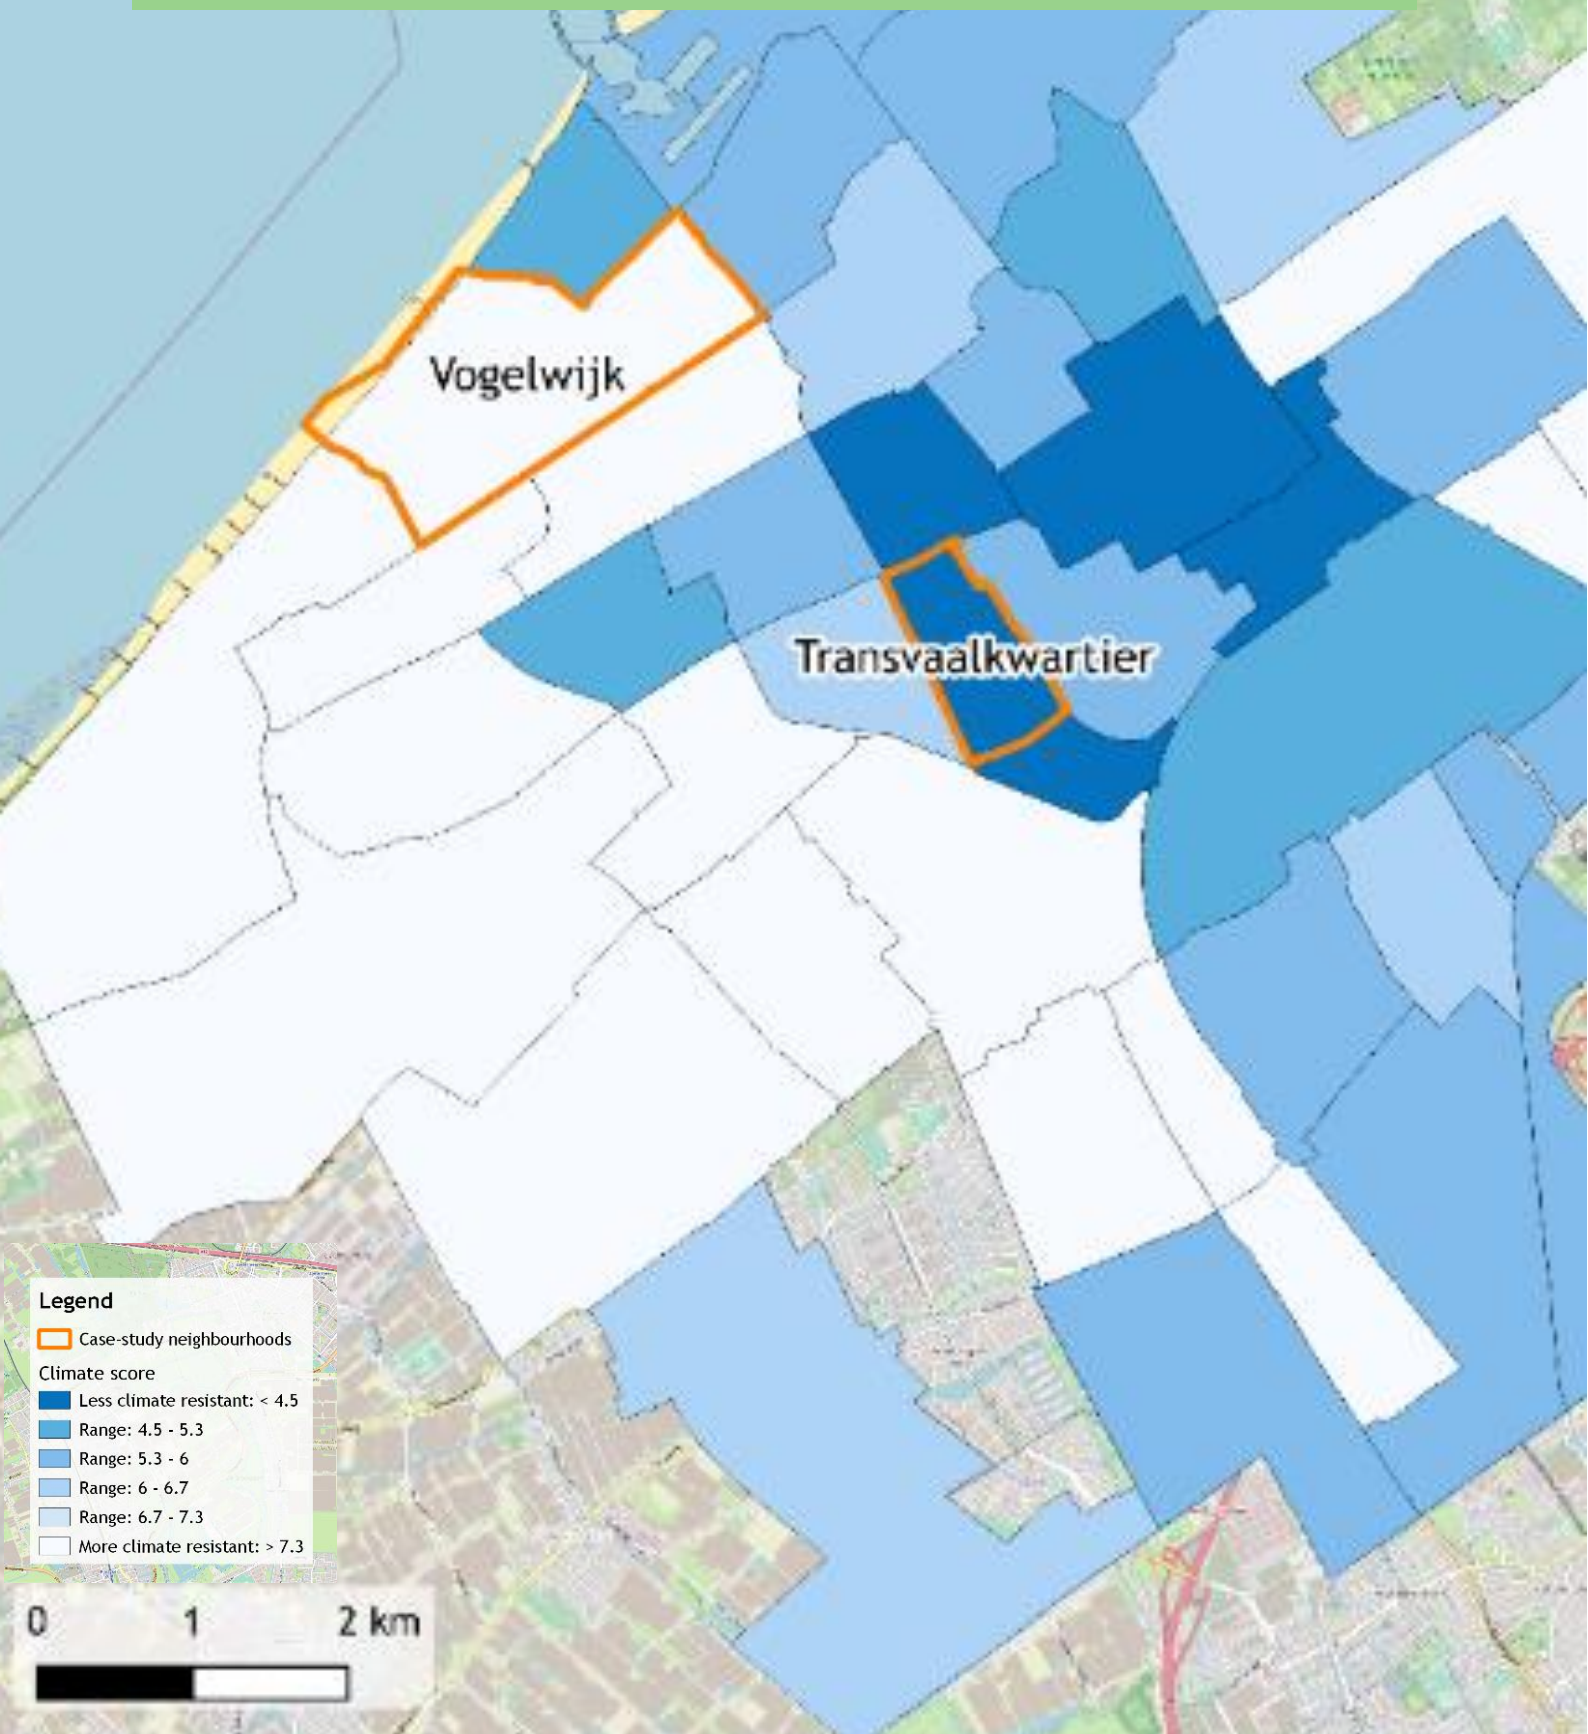 Vogelwijk
Transvaalkwartier
Legend
Case-study neighbourhoods
Climate score
Less climate resistant: < 4.5
Range: 4.5 - 5.3
Range: 5.3 - 6
Range: 6 - 6.7
Range: 6.7 - 7.3
More climate resistant: > 7.3
0 1 2 km